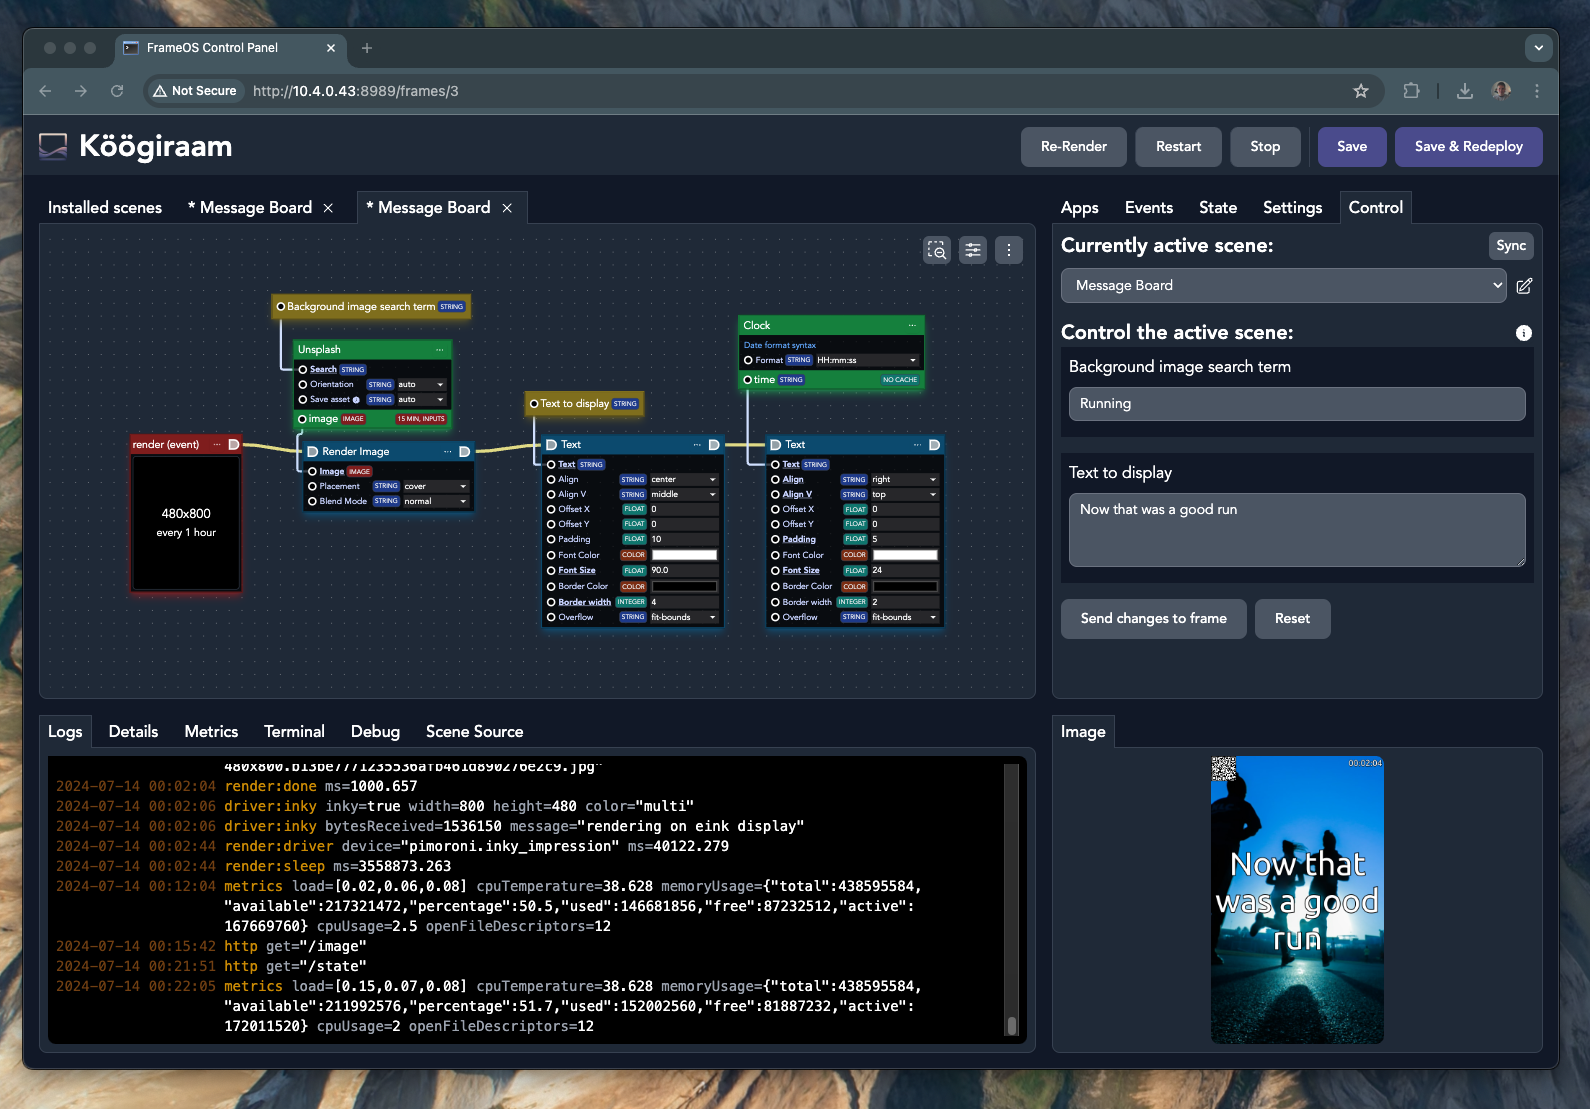 FrameOS Control Panel
Not Secure
http://10.4.0.43:8989/frames/3
Köögiraam
Re-Render
Restart
Stop
Save
Save & Redeploy
Installed scenes
* Message Board
* Message Board
Background image search term STRING
Unsplash
Search STRING
Orientation STRING auto
Save asset STRING auto
image IMAGE 15 MIN, INPUTS
render (event)
480x800
every 1 hour
Render Image
Image IMAGE
Placement STRING cover
Blend Mode STRING normal
Text to display STRING
Text
Text STRING
Align STRING center
Align V STRING middle
Offset X FLOAT 0
Offset Y FLOAT 0
Padding FLOAT 10
Font Color COLOR
Font Size FLOAT 90.0
Border Color COLOR
Border width INTEGER 4
Overflow STRING fit-bounds
Clock
Date format syntax
Format STRING HH:mm:ss
time STRING NO CACHE
Text
Text STRING
Align STRING right
Align V STRING top
Offset X FLOAT 0
Offset Y FLOAT 0
Padding FLOAT 5
Font Color COLOR
Font Size FLOAT 24
Border Color COLOR
Border width INTEGER 2
Overflow STRING fit-bounds
Apps
Events
State
Settings
Control
Currently active scene:
Sync
Message Board
Control the active scene:
Background image search term
Running
Text to display
Now that was a good run
Send changes to frame
Reset
Logs
Details
Metrics
Terminal
Debug
Scene Source
480x800.b13be7771235536afb461d890276e2c9.jpg"
2024-07-14 00:02:04 render:done ms=1000.657
2024-07-14 00:02:06 driver:inky inky=true width=800 height=480 color="multi"
2024-07-14 00:02:06 driver:inky bytesReceived=1536150 message="rendering on eink display"
2024-07-14 00:02:44 render:driver device="pimoroni.inky_impression" ms=40122.279
2024-07-14 00:02:44 render:sleep ms=3558873.263
2024-07-14 00:12:04 metrics load=[0.02,0.06,0.08] cpuTemperature=38.628 memoryUsage={"total":438595584,
"available":217321472,"percentage":50.5,"used":146681856,"free":87232512,"active":
167669760} cpuUsage=2.5 openFileDescriptors=12
2024-07-14 00:15:42 http get="/image"
2024-07-14 00:21:51 http get="/state"
2024-07-14 00:22:05 metrics load=[0.15,0.07,0.08] cpuTemperature=38.628 memoryUsage={"total":438595584,
"available":211992576,"percentage":51.7,"used":152002560,"free":81887232,"active":
172011520} cpuUsage=2 openFileDescriptors=12
Image
00:02:04
Now that
was a good
run